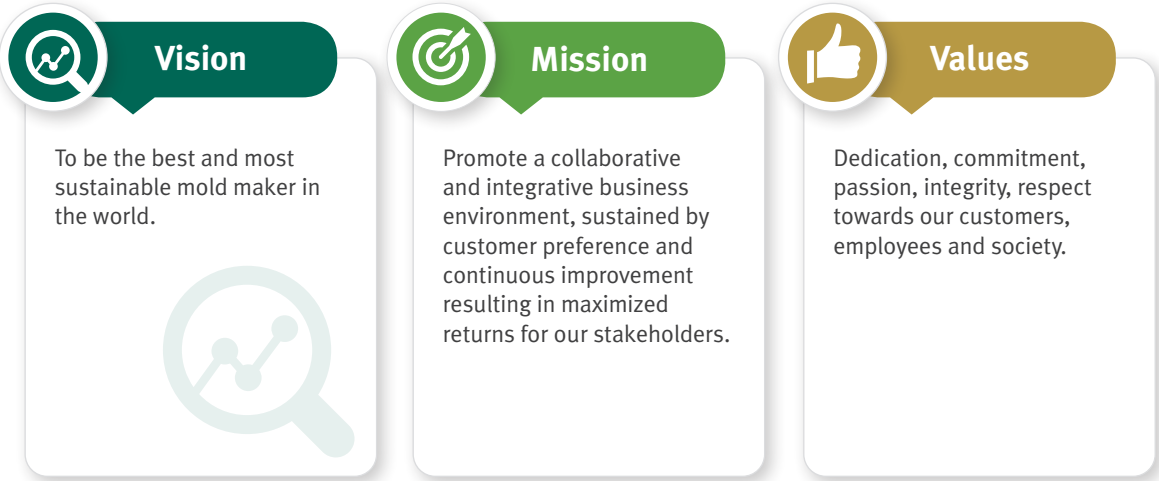 Vision
To be the best and most
sustainable mold maker in
the world.
Mission
Promote a collaborative
and integrative business
environment, sustained by
customer preference and
continuous improvement
resulting in maximized
returns for our stakeholders.
Values
Dedication, commitment,
passion, integrity, respect
towards our customers,
employees and society.